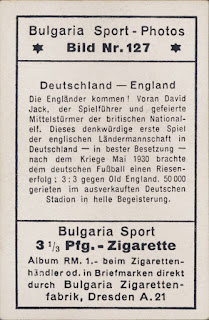 Bulgaria Sport - Photos
Bild Nr. 127
Deutschland — England
Die Engländer kommen! Voran David
Jack, der Spielführer und gefeierte
Mittelstürmer der britischen National-
elf. Dieses denkwürdige erste Spiel
der englischen Ländermannschaft in
Deutschland — in bester Besetzung —
nach dem Kriege Mai 1930 brachte
dem deutschen Fußball einen Riesen-
erfolg; 3:3 gegen Old England. 50 000
gerieten im ausverkauften Deutschen
Stadion in helle Begeisterung.
Bulgaria Sport
3 1/3 Pfg. - Zigarette
Album RM. 1.- beim Zigaretten-
händler od. in Briefmarken direkt
durch Bulgaria Zigaretten-
fabrik, Dresden A. 21